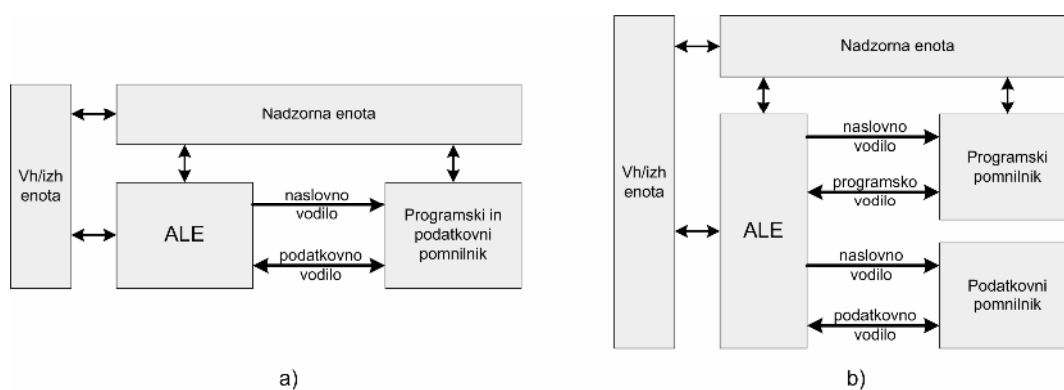 Nadzorna enota
Vh/izh
enota
ALE
naslovno
vodilo
podatkovno
vodilo
Programski in
podatkovni
pomnilnik
a)
Nadzorna enota
Vh/izh
enota
ALE
naslovno
vodilo
programsko
vodilo
naslovno
vodilo
podatkovno
vodilo
Programski
pomnilnik
Podatkovni
pomnilnik
b)